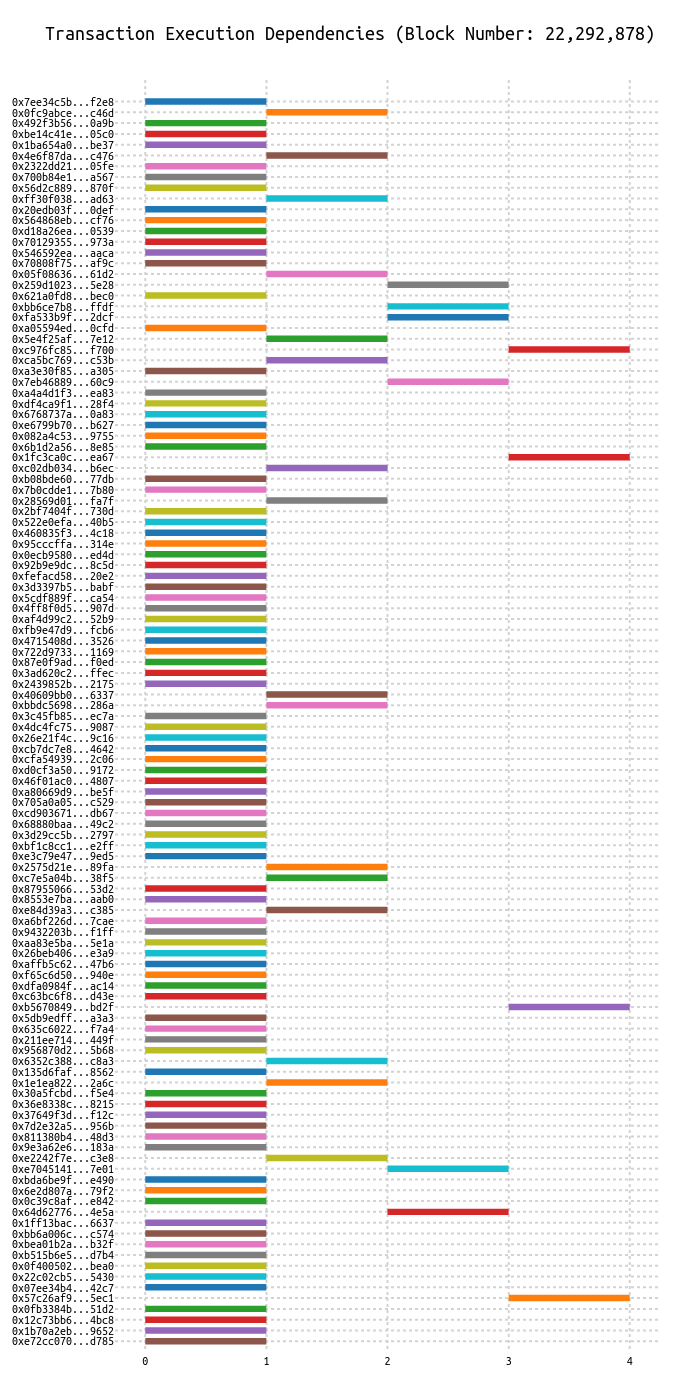 Transaction Execution Dependencies (Block Number: 22,292,878)
0x7ee34c5b...f2e8
0x0fc9abce...c46d
0x492f3b56...0a9b
0xbe14c41e...05c0
0x1ba654a0...be37
0x4e6f87da...c476
0x2322dd21...05fe
0x700b84e1...a567
0x56d2c889...870f
0xff30f038...ad63
0x20edb03f...0def
0x564868eb...cf76
0xd18a26ea...0539
0x70129355...973a
0x546592ea...aaca
0x70808f75...af9c
0x05f08636...61d2
0x259d1023...5e28
0x621a0fd8...bec0
0xbb6ce7b8...ffdf
0xfa533b9f...2dcf
0xa05594ed...0cfd
0x5e4f25af...7e12
0xc976fc85...f700
0xca5bc769...c53b
0xa3e30f85...a305
0x7eb46889...60c9
0xa4a4d1f3...ea83
0xdf4ca9f1...28f4
0x6768737a...0a83
0xe6799b70...b627
0x082a4c53...9755
0x6b1d2a56...8e85
0x1fc3ca0c...ea67
0xc02db034...b6ec
0xb08bde60...77db
0x7b0cdde1...7b80
0x28569d01...fa7f
0x2bf7404f...730d
0x522e0efa...40b5
0x460835f3...4c18
0x95cccffa...314e
0x0ecb9580...ed4d
0x92b9e9dc...8c5d
0xfefacd58...20e2
0x3d3397b5...babf
0x5cdf889f...ca54
0x4ff8f0d5...907d
0xaf4d99c2...52b9
0xfb9e47d9...fcb6
0x4715408d...3526
0x722d9733...1169
0x87e0f9ad...f0ed
0x3ad620c2...ffec
0x2439852b...2175
0x40609bb0...6337
0xbbdc5698...286a
0x3c45fb85...ec7a
0x4dc4fc75...9087
0x26e21f4c...9c16
0xcb7dc7e8...4642
0xcfa54939...2c06
0xd0cf3a50...9172
0x46f01ac0...4807
0xa80669d9...be5f
0x705a0a05...c529
0xcd903671...db67
0x68880baa...49c2
0x3d29cc5b...2797
0xbf1c8cc1...e2ff
0xe3c79e47...9ed5
0x2575d21e...89fa
0xc7e5a04b...38f5
0x87955066...53d2
0x8553e7ba...aab0
0xe84d39a3...c385
0xa6bf226d...7cae
0x9432203b...f1ff
0xaa83e5ba...5e1a
0x26beb406...e3a9
0xaffb5c62...47b6
0xf65c6d50...940e
0xdfa0984f...ac14
0xc63bc6f8...d43e
0xb5670849...bd2f
0x5db9edff...a3a3
0x635c6022...f7a4
0x211ee714...449f
0x956870d2...5b68
0x6352c388...c8a3
0x135d6faf...8562
0x1e1ea822...2a6c
0x30a5fcbd...f5e4
0x36e8338c...8215
0x37649f3d...f12c
0x7d2e32a5...956b
0x811380b4...48d3
0x9e3a62e6...183a
0xe2242f7e...c3e8
0xe7045141...7e01
0xbda6be9f...e490
0x6e2d807a...79f2
0x0c39c8af...e842
0x64d62776...4e5a
0x1ff13bac...6637
0xbb6a006c...c574
0xbea01b2a...b32f
0xb515b6e5...d7b4
0x0f400502...bea0
0x22c02cb5...5430
0x07ee34b4...42c7
0x57c26af9...5ec1
0x0fb3384b...51d2
0x12c73bb6...4bc8
0x1b70a2eb...9652
0xe72cc070...d785
0 1 2 3 4